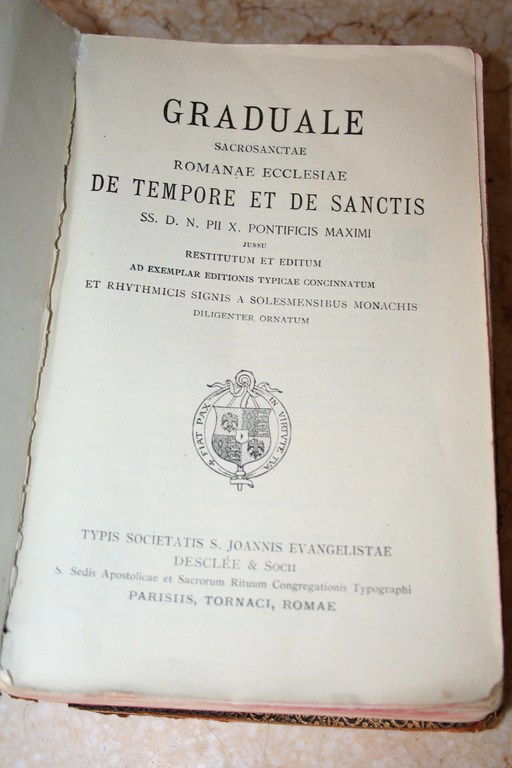 GRADUALE
SACROSANCTAE
ROMANAE ECCLESIAE
DE TEMPORE ET DE SANCTIS
SS. D. N. PII X. PONTIFICIS MAXIMI
JUSSU
RESTITUTUM ET EDITUM
AD EXEMPLAR EDITIONIS TYPICAE CONCINNATUM
ET RHYTHMICIS SIGNIS A SOLESMENSIBUS MONACHIS
DILIGENTER ORNATUM
✠ FIAT PAX IN VIRTUTE TUA
TYPIS SOCIETATIS S. JOANNIS EVANGELISTAE
DESCLÉE & SOCII
S. Sedis Apostolicae et Sacrorum Rituum Congregationis Typographi
PARISIIS, TORNACI, ROMAE